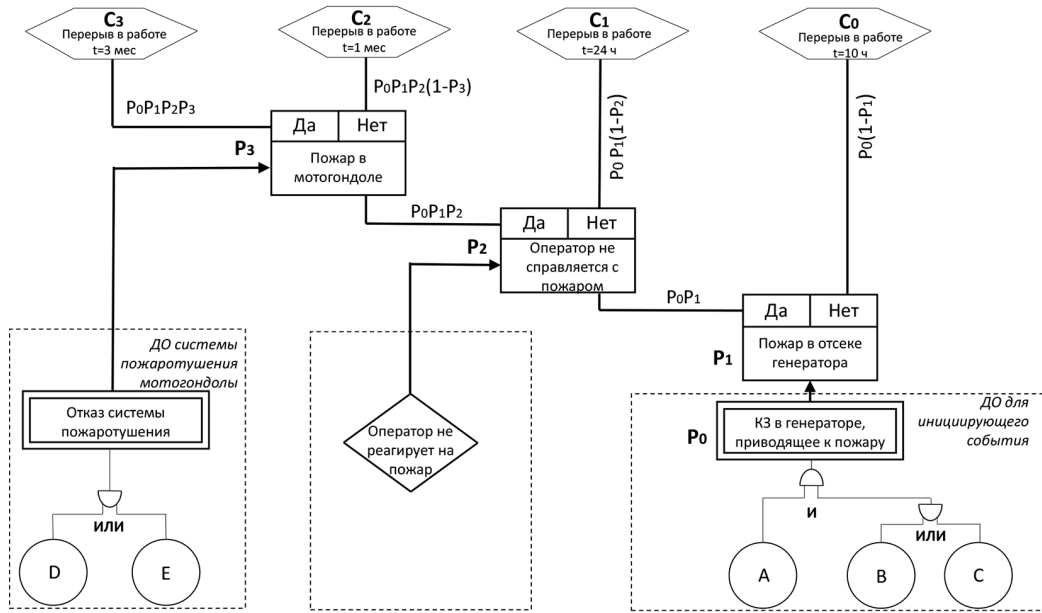 C3
Перерыв в работе
t=3 мес
C2
Перерыв в работе
t=1 мес
C1
Перерыв в работе
t=24 ч
C0
Перерыв в работе
t=10 ч
P0P1P2P3
P0P1P2(1-P3)
P0 P1(1-P2)
P0(1-P1)
Да
Нет
P3
Пожар в
мотогондоле
P0P1P2
Да
Нет
P2
Оператор не
справляется с
пожаром
P0P1
Да
Нет
P1
Пожар в отсеке
генератора
ДО системы
пожаротушения
мотогондолы
Отказ системы
пожаротушения
ИЛИ
D
E
Оператор не
реагирует на
пожар
ДО для
инициирующего
события
P0
КЗ в генераторе,
приводящее к пожару
И
ИЛИ
A
B
C